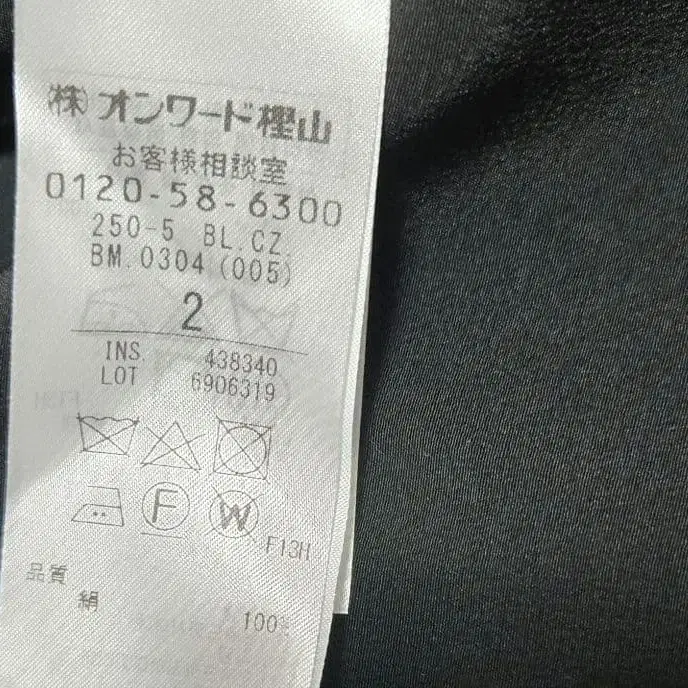 ㈱オンワード樫山
お客様相談室
0120-58-6300
250-5 BL.CZ.
BM.0304(005)
2
INS. 438340
LOT 6906319
F W
F13H
品質
絹 100%